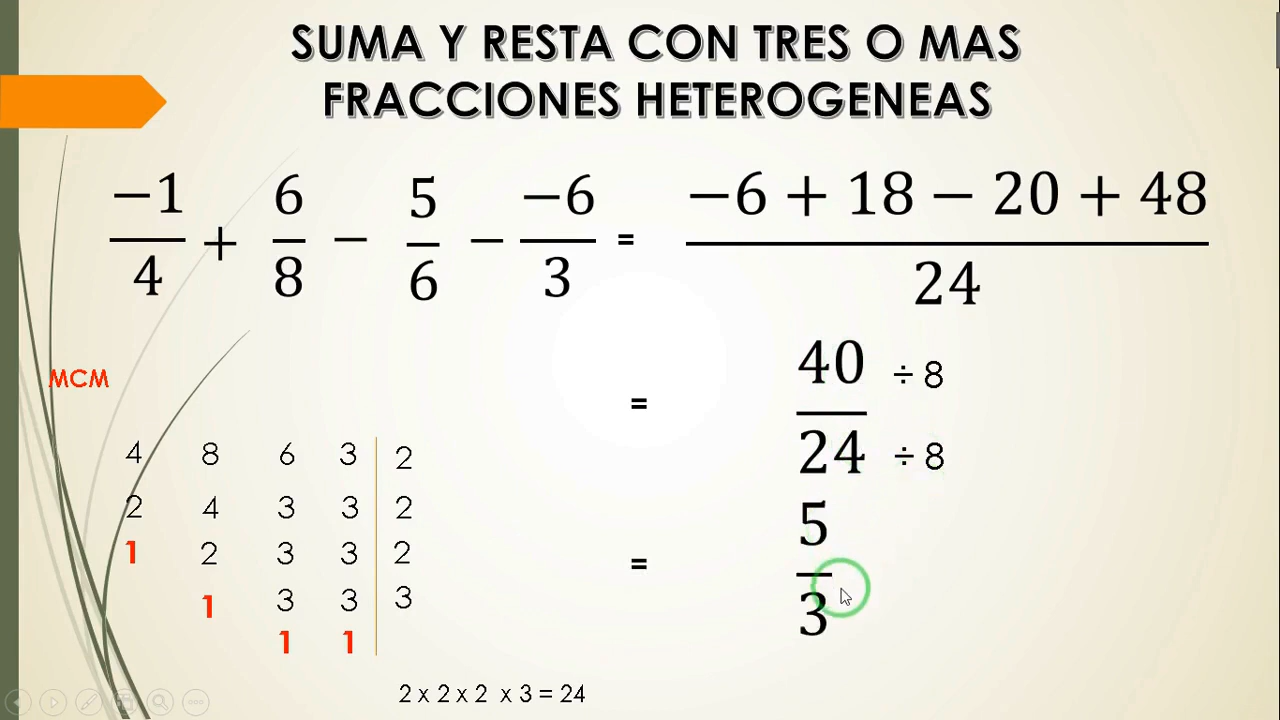 SUMA Y RESTA CON TRES O MAS
FRACCIONES HETEROGENEAS
−1/4 + 6/8 − 5/6 − −6/3 = −6 + 18 − 20 + 48/24
= 40/24 ÷ 8 ÷ 8
MCM
4 8 6 3 2
2 4 3 3 2
1 2 3 3 2
1 3 3 3
1 1
= 5/3
2 x 2 x 2 x 3 = 24